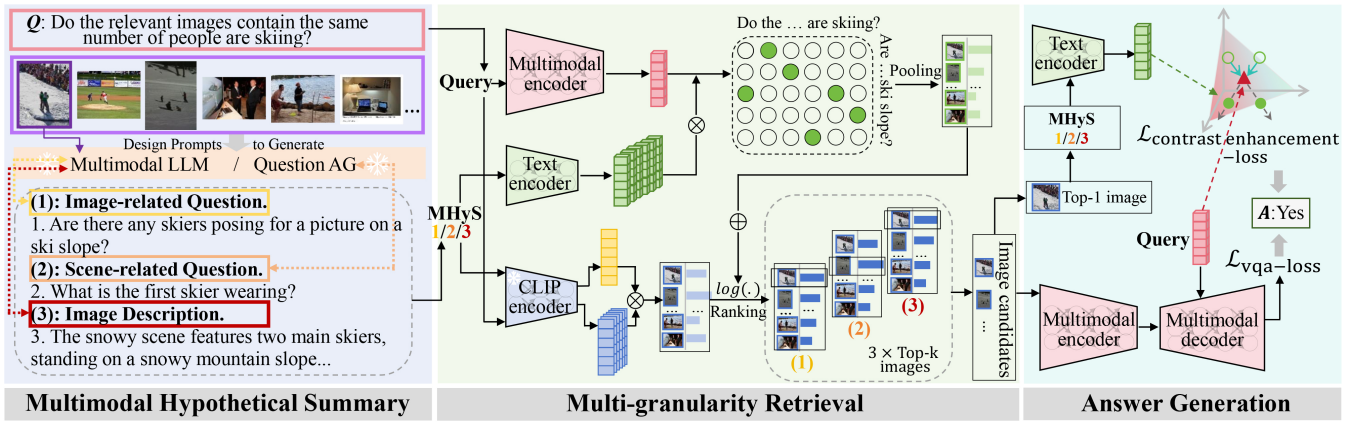 Q: Do the relevant images contain the same
number of people are skiing?
...
Design Prompts to Generate
Multimodal LLM / Question AG
(1): Image-related Question.
1. Are there any skiers posing for a picture on a
ski slope?
(2): Scene-related Question.
2. What is the first skier wearing?
(3): Image Description.
3. The snowy scene features two main skiers,
standing on a snowy mountain slope...
Multimodal Hypothetical Summary
Query
MHyS
1/2/3
Multimodal
encoder
Text
encoder
CLIP
encoder
Do the ... are skiing?
Are ... ski slope?
Pooling
...
...
log(.)
Ranking
...
(1)
...
(2)
...
(3)
3 × Top-k
images
Multi-granularity Retrieval
Image candidates
...
Text
encoder
MHyS
1/2/3
Top-1 image
Query
Multimodal
encoder
Multimodal
decoder
ℒcontrast enhancement
−loss
A:Yes
ℒvqa−loss
Answer Generation